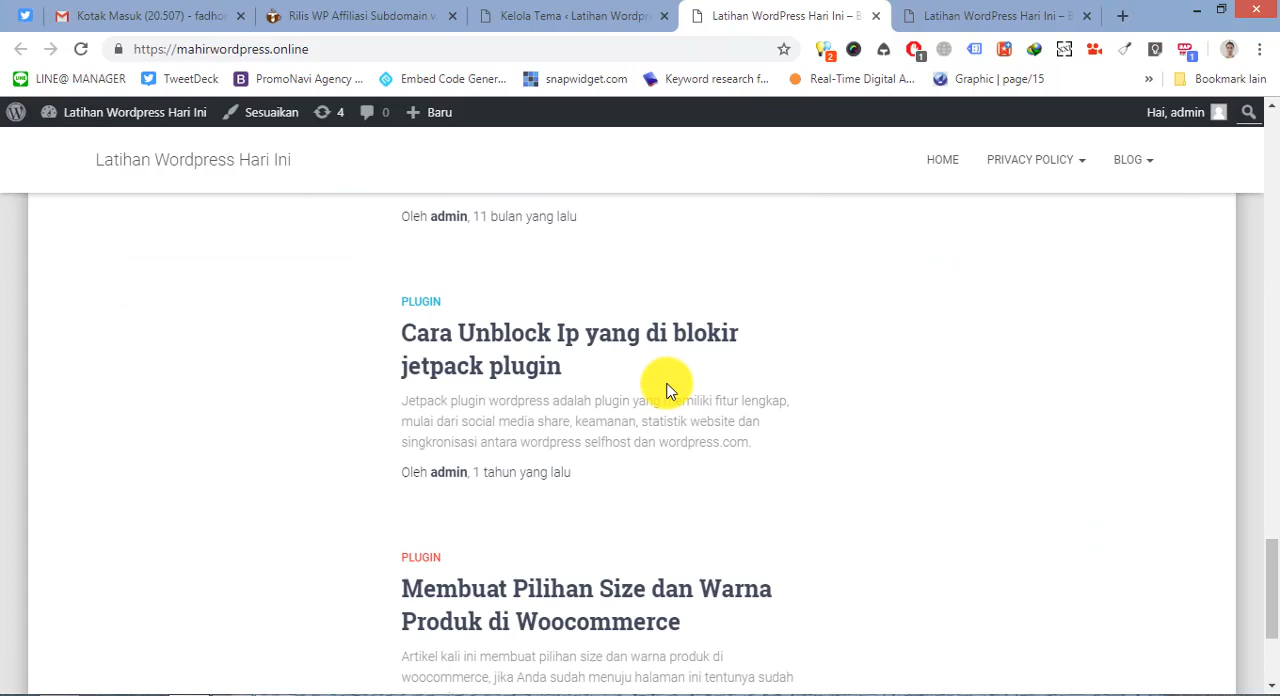 Kotak Masuk (20.507) - fadho
Rilis WP Affiliasi Subdomain v
Kelola Tema ‹ Latihan Wordpr
Latihan WordPress Hari Ini – B
Latihan WordPress Hari Ini – B
https://mahirwordpress.online
2
1
1
LINE@ MANAGER
TweetDeck
PromoNavi Agency ...
Embed Code Gener...
snapwidget.com
Keyword research f...
Real-Time Digital A...
Graphic | page/15
»
Bookmark lain
Latihan Wordpress Hari Ini
Sesuaikan
4
0
Baru
Hai, admin
Latihan Wordpress Hari Ini
HOME
PRIVACY POLICY
BLOG
Oleh admin, 11 bulan yang lalu
PLUGIN
Cara Unblock Ip yang di blokir
jetpack plugin
Jetpack plugin wordpress adalah plugin yang memiliki fitur lengkap,
mulai dari social media share, keamanan, statistik website dan
singkronisasi antara wordpress selfhost dan wordpress.com.
Oleh admin, 1 tahun yang lalu
PLUGIN
Membuat Pilihan Size dan Warna
Produk di Woocommerce
Artikel kali ini membuat pilihan size dan warna produk di
woocommerce, jika Anda sudah menuju halaman ini tentunya sudah